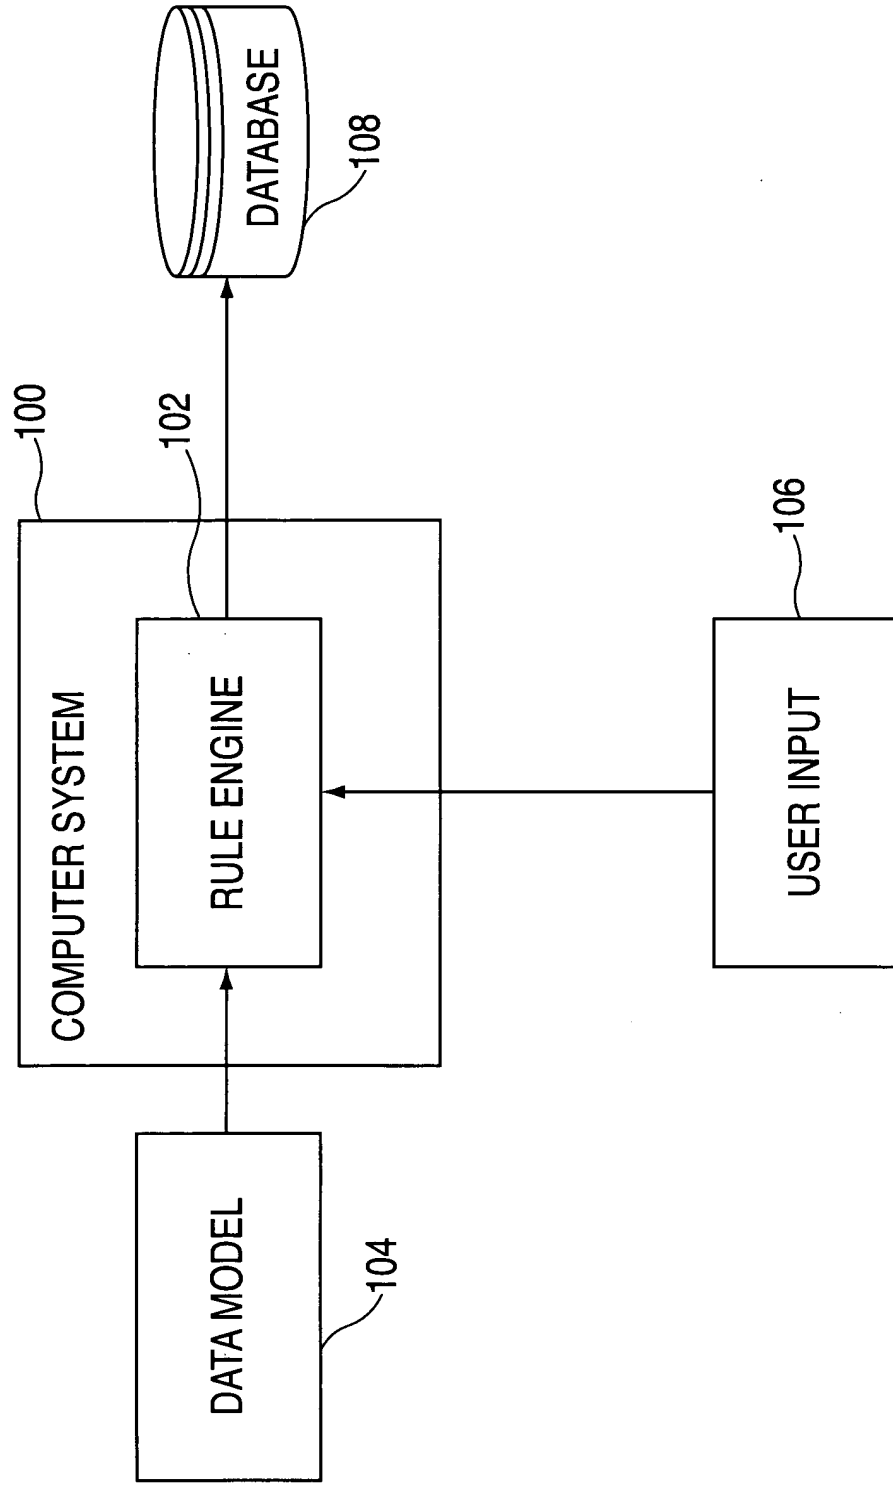 100
COMPUTER SYSTEM
102
RULE ENGINE
DATA MODEL
104
DATABASE
108
USER INPUT
106